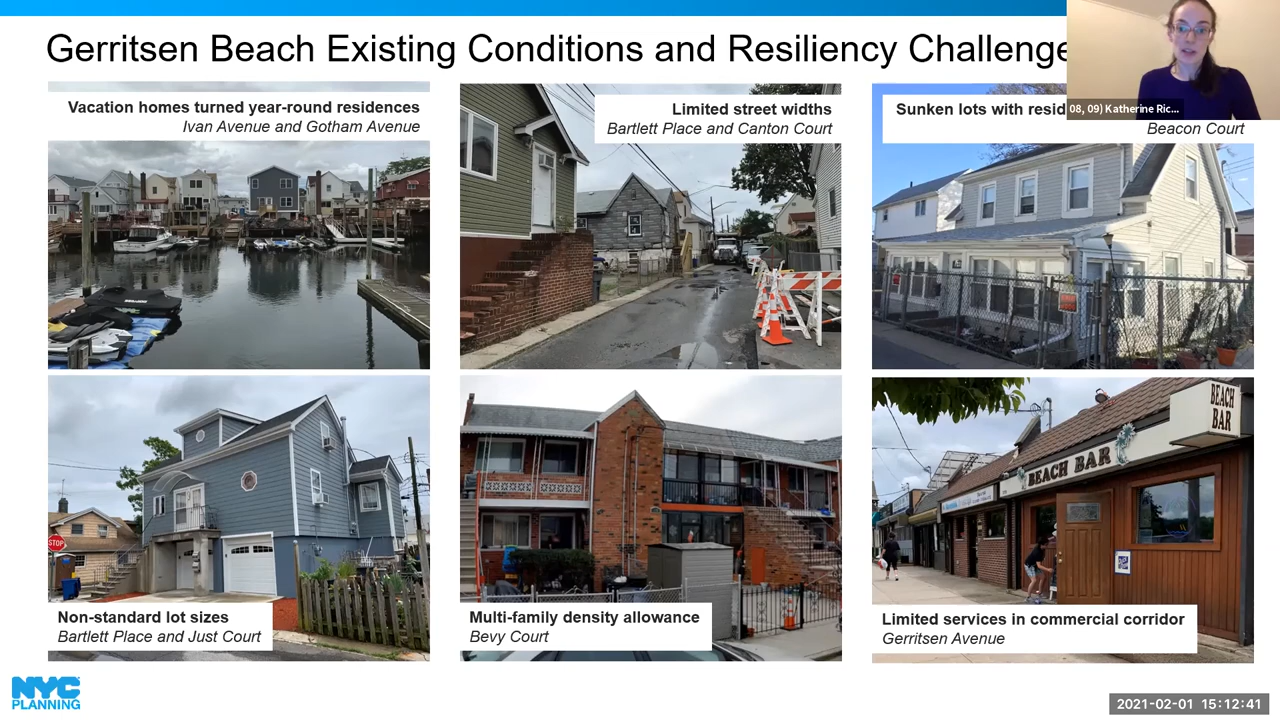 Gerritsen Beach Existing Conditions and Resiliency Challenge
08, 09) Katherine Ric...
Vacation homes turned year-round residences
Ivan Avenue and Gotham Avenue
Limited street widths
Bartlett Place and Canton Court
Sunken lots with resid
Beacon Court
STOP
Non-standard lot sizes
Bartlett Place and Just Court
Multi-family density allowance
Bevy Court
BEACH
BAR
BEACH BAR
Limited services in commercial corridor
Gerritsen Avenue
NYC
PLANNING
2021-02-01 15:12:41